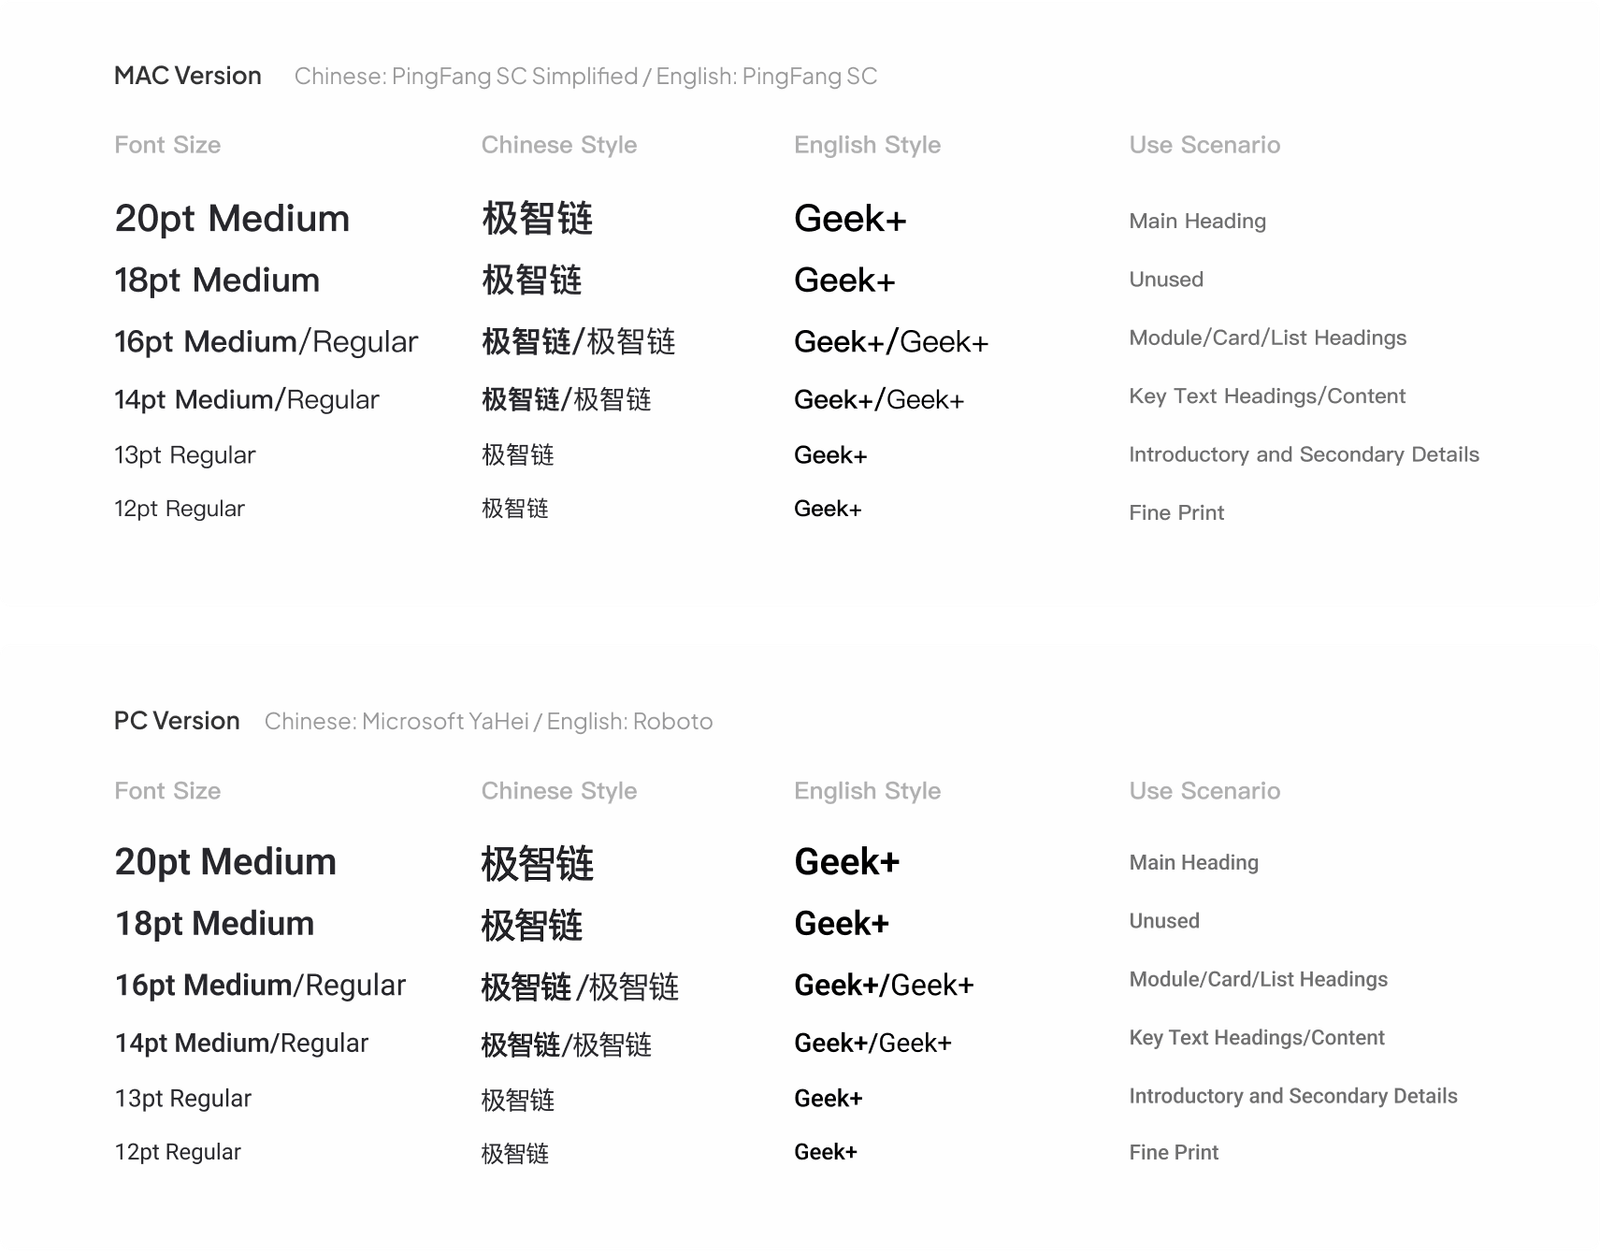 MAC Version Chinese: PingFang SC Simplified / English: PingFang SC
Font Size Chinese Style English Style Use Scenario
20pt Medium 极智链 Geek+ Main Heading
18pt Medium 极智链 Geek+ Unused
16pt Medium/Regular 极智链/极智链 Geek+/Geek+ Module/Card/List Headings
14pt Medium/Regular 极智链/极智链 Geek+/Geek+ Key Text Headings/Content
13pt Regular 极智链 Geek+ Introductory and Secondary Details
12pt Regular 极智链 Geek+ Fine Print
PC Version Chinese: Microsoft YaHei / English: Roboto
Font Size Chinese Style English Style Use Scenario
20pt Medium 极智链 Geek+ Main Heading
18pt Medium 极智链 Geek+ Unused
16pt Medium/Regular 极智链/极智链 Geek+/Geek+ Module/Card/List Headings
14pt Medium/Regular 极智链/极智链 Geek+/Geek+ Key Text Headings/Content
13pt Regular 极智链 Geek+ Introductory and Secondary Details
12pt Regular 极智链 Geek+ Fine Print